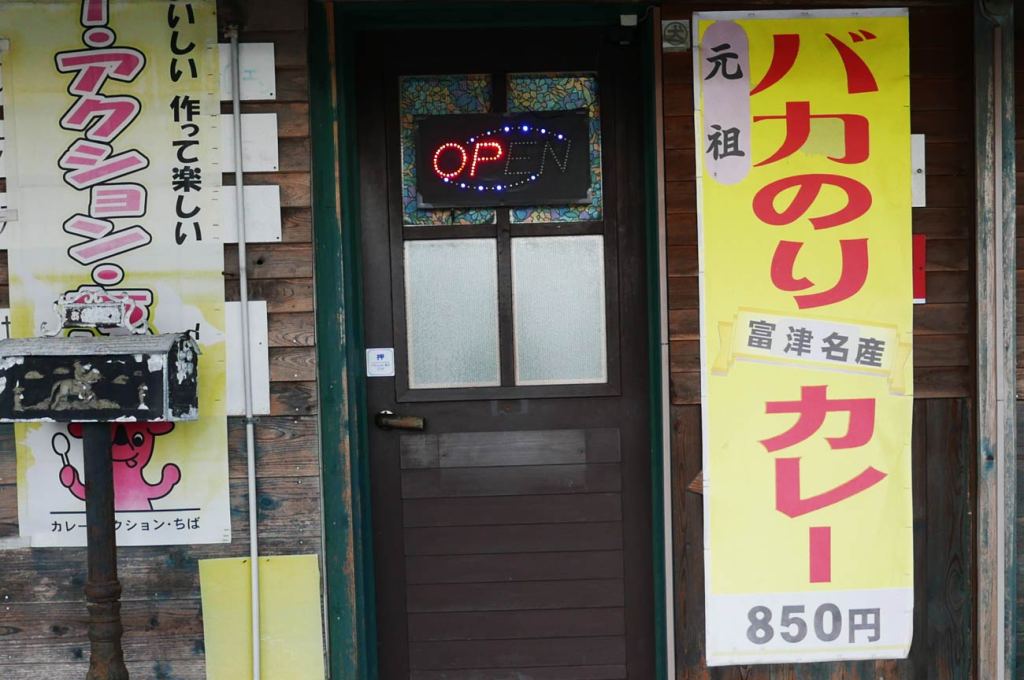 おいしい 作って楽しい
ー・アクション・
カレー
クション・ちば
OPEN
押
元祖
バカのり
富津名産
カレー
850円